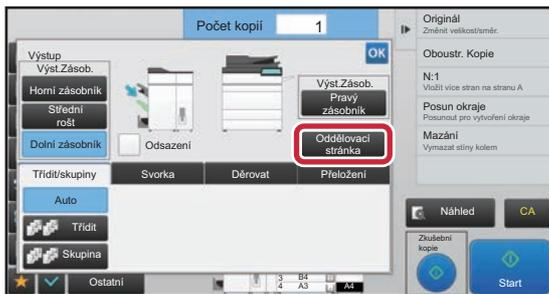 Počet kopií 1
Výstup
OK
Výst.Zásob.
Horní zásobník
Střední
rošt
Dolní zásobník
Odsazení
Výst.Zásob.
Pravý
zásobník
Oddělovací
stránka
Třídit/skupiny
Svorka
Děrovat
Přeložení
Auto
Třídit
Skupina
Ostatní
3 B4
4 A3
A4
Originál
Změnit velikost/směr.
Oboustr. Kopie
N:1
Vložit více stran na stranu A
Posun okraje
Posunout pro vytvoření okraje
Mazání
Vymazat stíny kolem
Náhled
CA
Zkušební
kopie
Start